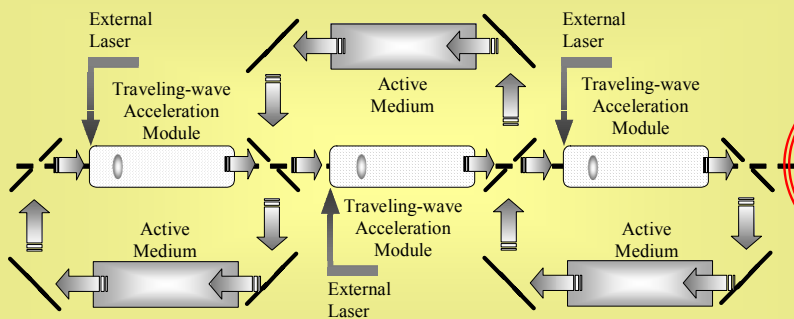 External
Laser
Traveling-wave
Acceleration
Module
Active
Medium
External
Laser
Traveling-wave
Acceleration
Module
Active
Medium
Traveling-wave
Acceleration
Module
External
Laser
Active
Medium